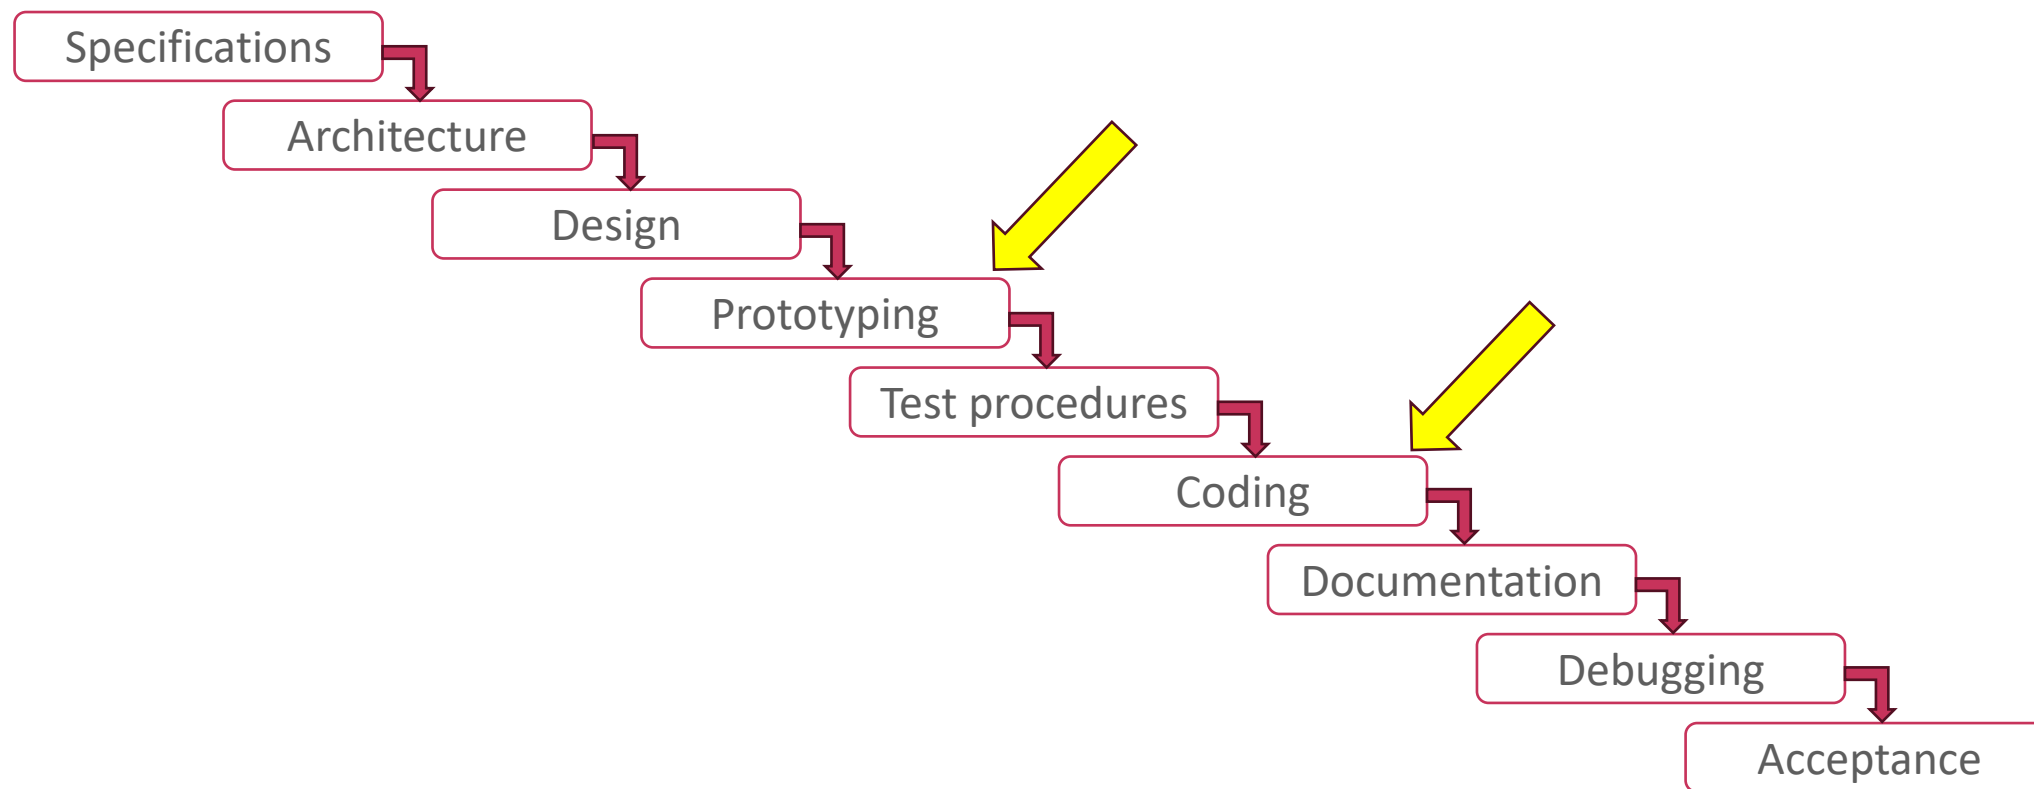 Specifications
Architecture
Design
Prototyping
Test procedures
Coding
Documentation
Debugging
Acceptance